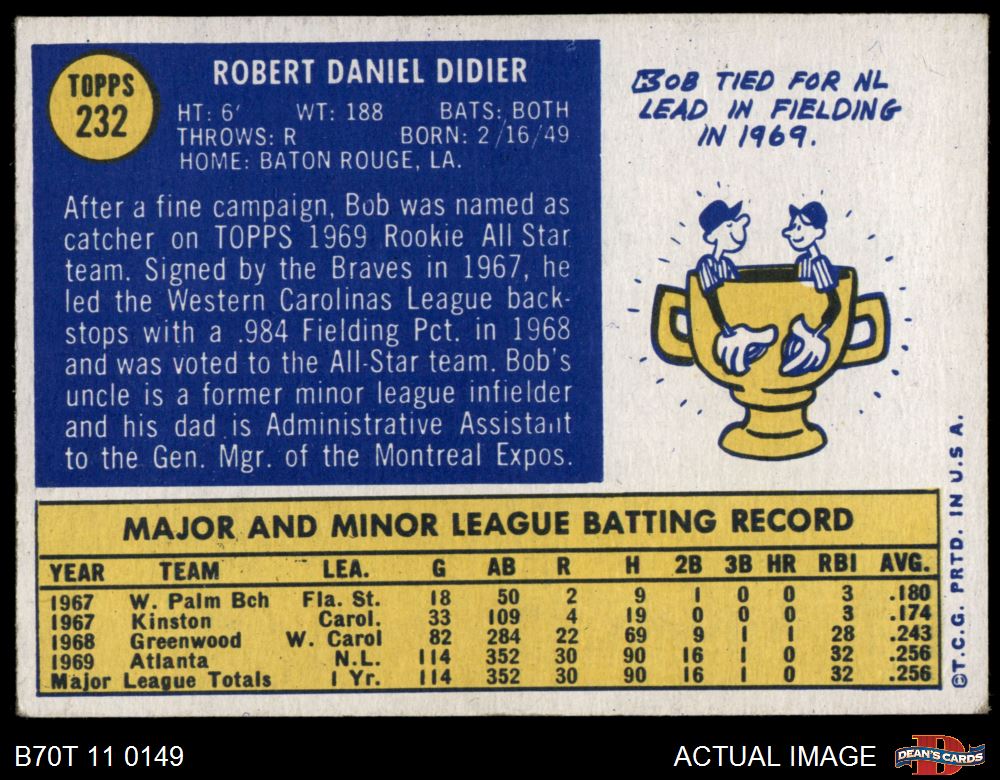 TOPPS
232
ROBERT DANIEL DIDIER
HT: 6' WT: 188 BATS: BOTH
THROWS: R BORN: 2/16/49
HOME: BATON ROUGE, LA.
After a fine campaign, Bob was named as
catcher on TOPPS 1969 Rookie All Star
team. Signed by the Braves in 1967, he
led the Western Carolinas League back-
stops with a .984 Fielding Pct. in 1968
and was voted to the All-Star team. Bob's
uncle is a former minor league infielder
and his dad is Administrative Assistant
to the Gen. Mgr. of the Montreal Expos.
BOB TIED FOR NL
LEAD IN FIELDING
IN 1969.
MAJOR AND MINOR LEAGUE BATTING RECORD
YEAR TEAM LEA. G AB R H 2B 3B HR RBI AVG.
1967 W. Palm Bch Fla. St. 18 50 2 9 1 0 0 3 .180
1967 Kinston Carol. 33 109 4 19 0 0 0 3 .174
1968 Greenwood W. Carol 82 284 22 69 9 1 1 28 .243
1969 Atlanta N.L. 114 352 30 90 16 1 0 32 .256
Major League Totals 1 Yr. 114 352 30 90 16 1 0 32 .256
©T.C.G. PRTD. IN U.S.A.
B70T 11 0149
ACTUAL IMAGE
DEAN'S CARDS